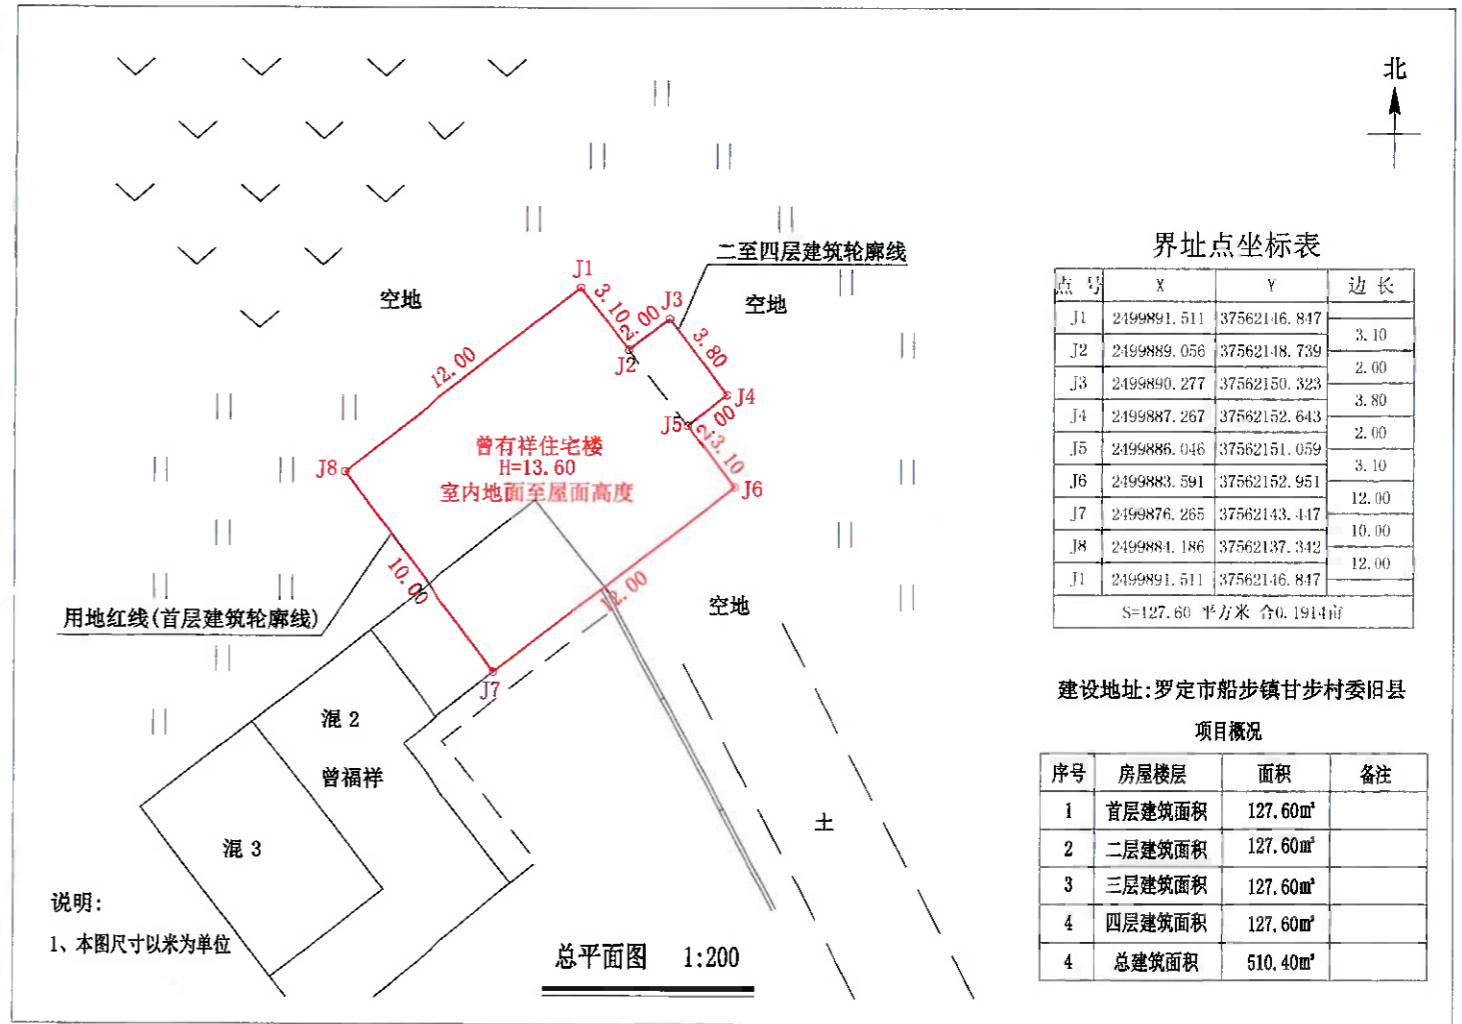 北
J1
3.10
J3
二至四层建筑轮廓线
空地
空地
2.00
12.00
J2
3.80
J4
J5
2.00
3.10
曾有祥住宅楼
H=13.60
室内地面至屋面高度
J8
J6
10.00
12.00
空地
用地红线(首层建筑轮廓线)
J7
混 2
曾福祥
混 3
土
说明:
1、本图尺寸以米为单位
总平面图 1:200
界址点坐标表
点 号 X Y 边 长
J1 2499891.511 37562146.847
3.10
J2 2499889.056 37562148.739
2.00
J3 2499890.277 37562150.323
3.80
J4 2499887.267 37562152.643
2.00
J5 2499886.046 37562151.059
3.10
J6 2499883.591 37562152.951
12.00
J7 2499876.265 37562143.447
10.00
J8 2499884.186 37562137.342
12.00
J1 2499891.511 37562146.847
S=127.60 平方米 合0.1914亩
建设地址:罗定市船步镇甘步村委旧县
项目概况
序号 房屋楼层 面积 备注
1 首层建筑面积 127.60m²
2 二层建筑面积 127.60m²
3 三层建筑面积 127.60m²
4 四层建筑面积 127.60m²
4 总建筑面积 510.40m²